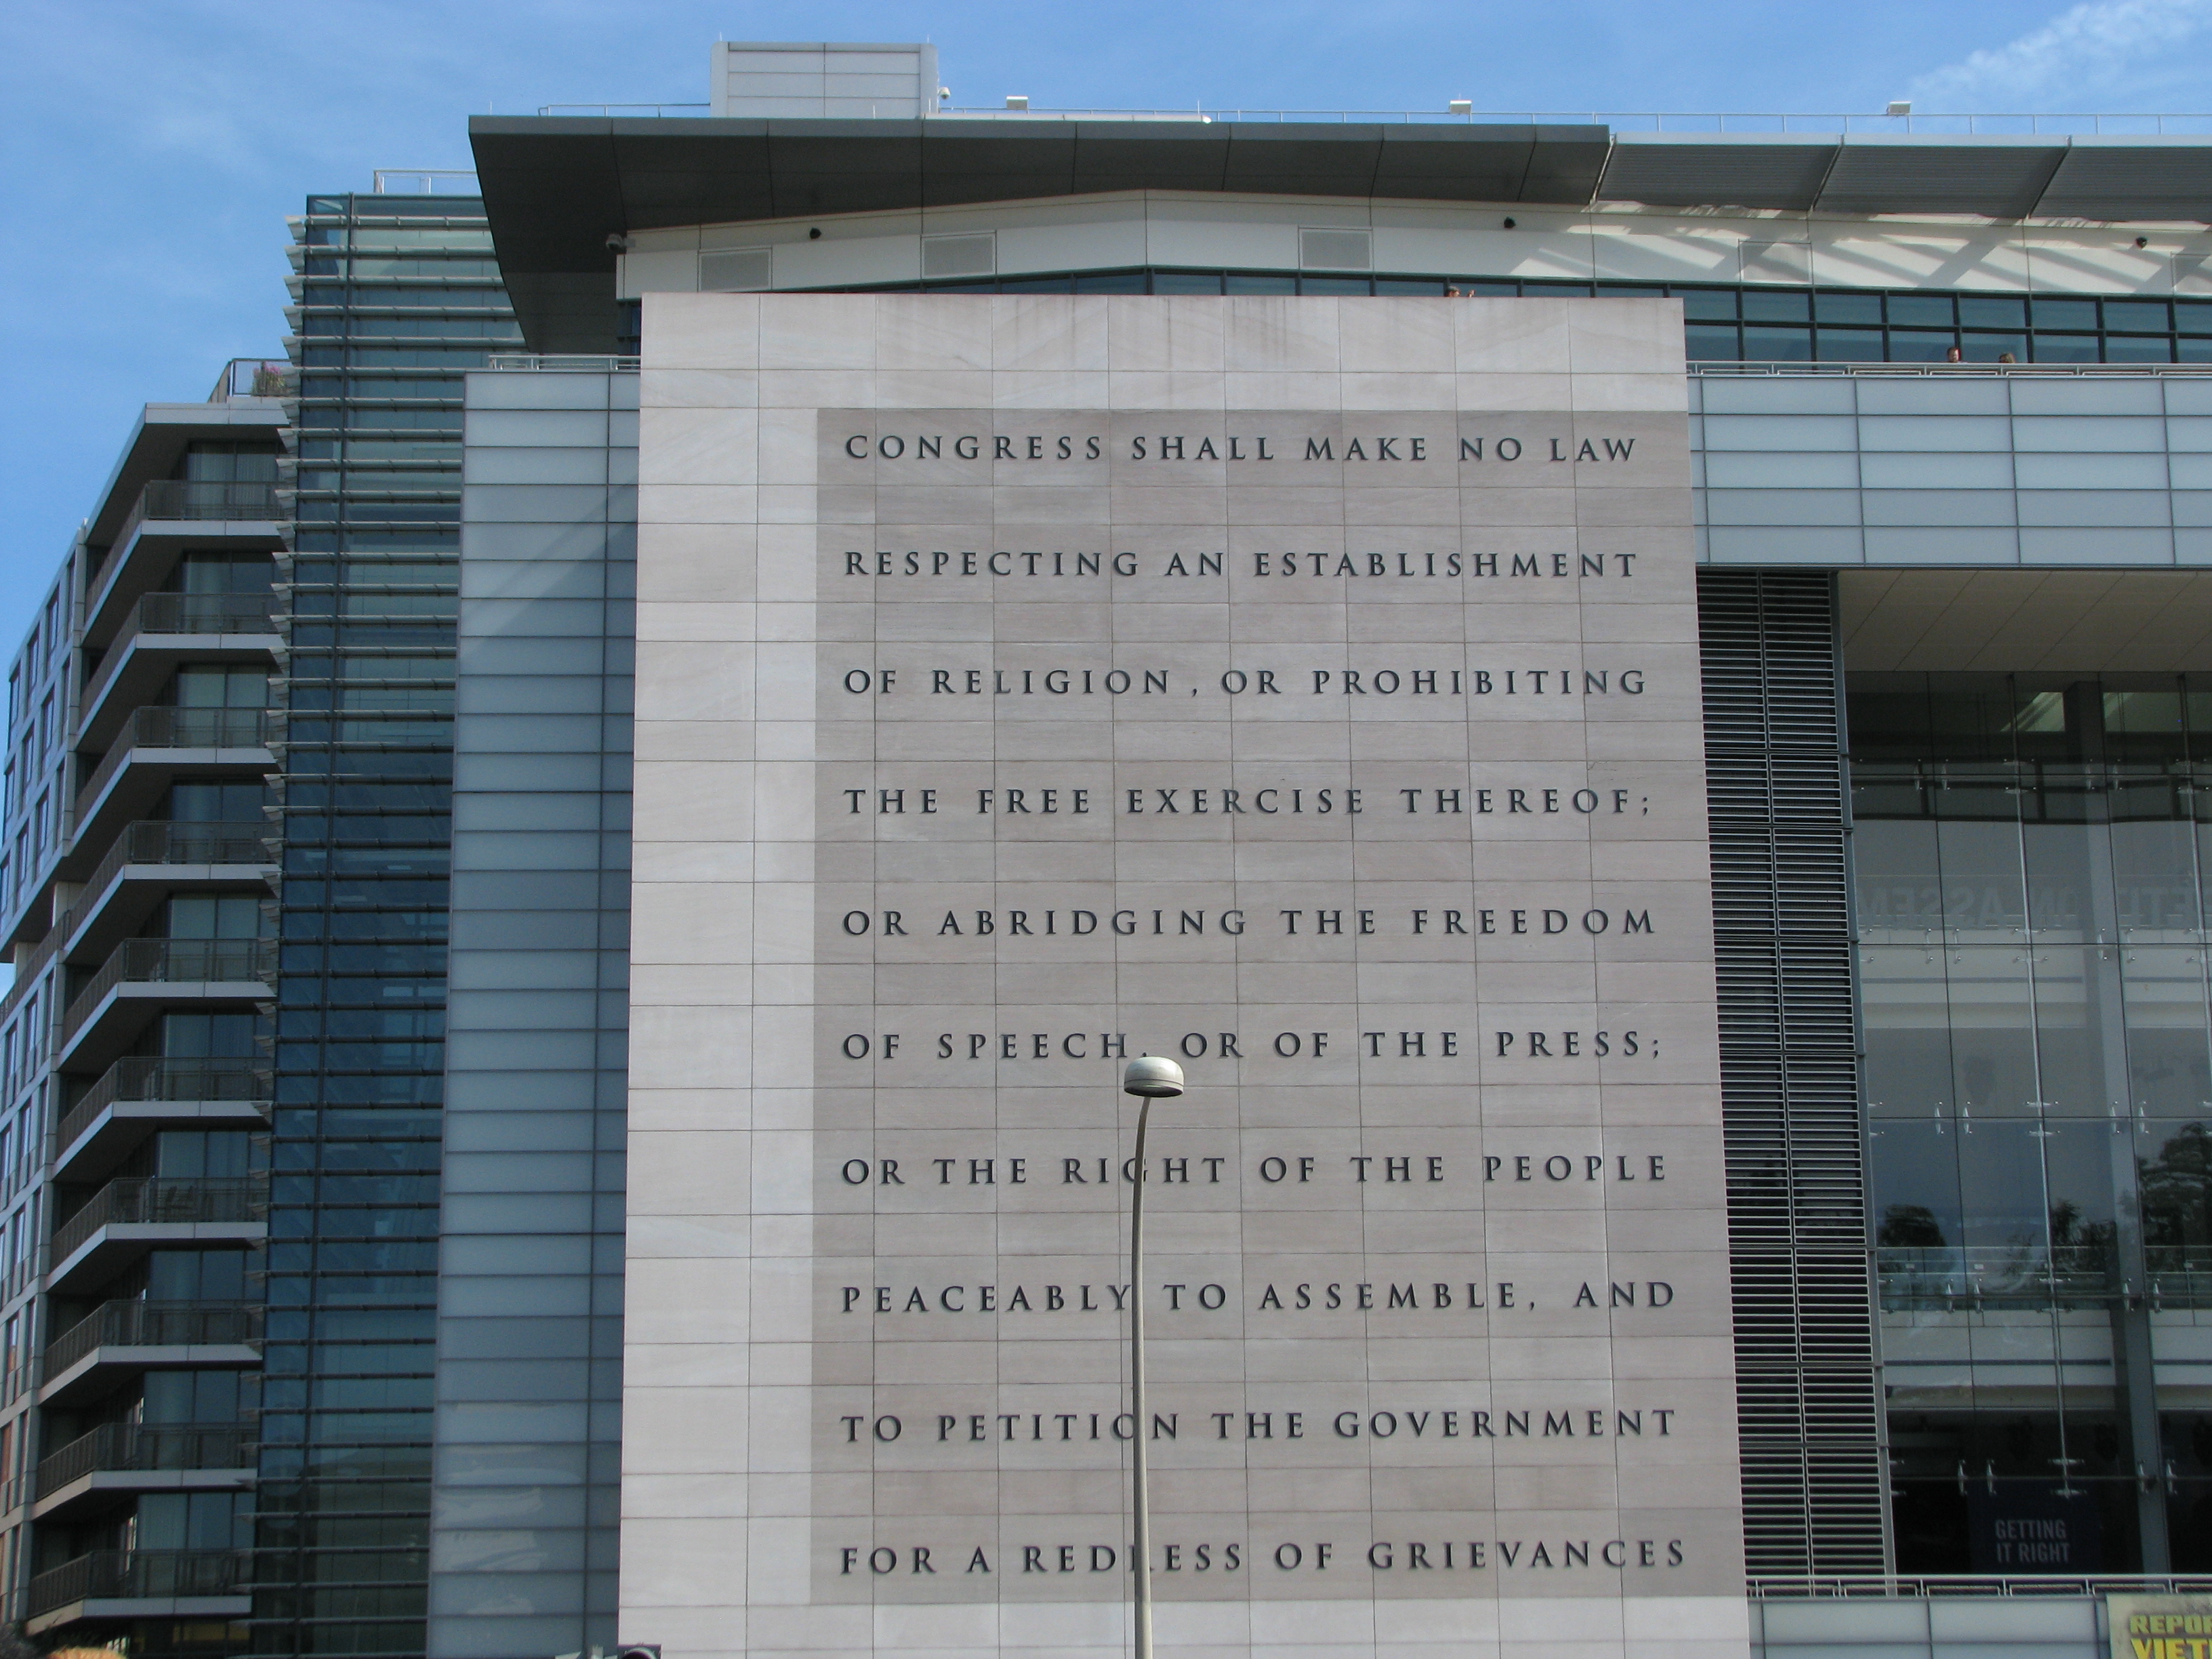 CONGRESS SHALL MAKE NO LAW
RESPECTING AN ESTABLISHMENT
OF RELIGION, OR PROHIBITING
THE FREE EXERCISE THEREOF;
OR ABRIDGING THE FREEDOM
OF SPEECH, OR OF THE PRESS;
OR THE RIGHT OF THE PEOPLE
PEACEABLY TO ASSEMBLE, AND
TO PETITION THE GOVERNMENT
FOR A REDRESS OF GRIEVANCES
GETTING
IT RIGHT